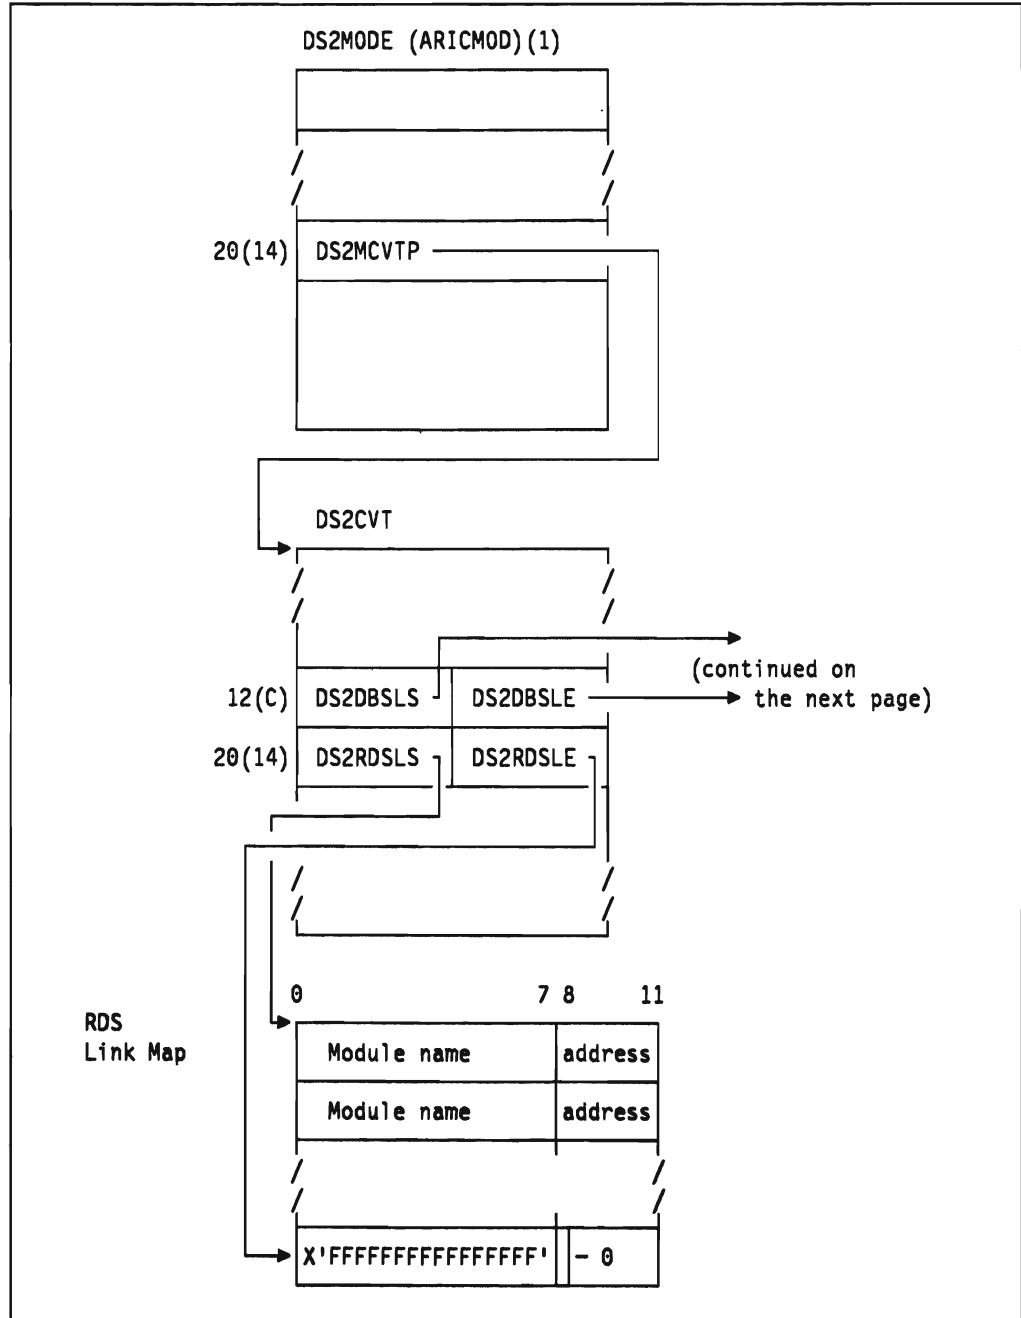 DS2MODE (ARICMOD)(1)
20(14) DS2MCVTP
DS2CVT
(continued on
12(C) DS2DBSLS DS2DBSLE the next page)
20(14) DS2RDSLS DS2RDSLE
0 7 8 11
RDS
Link Map
Module name address
Module name address
X'FFFFFFFFFFFFFFFF' - 0